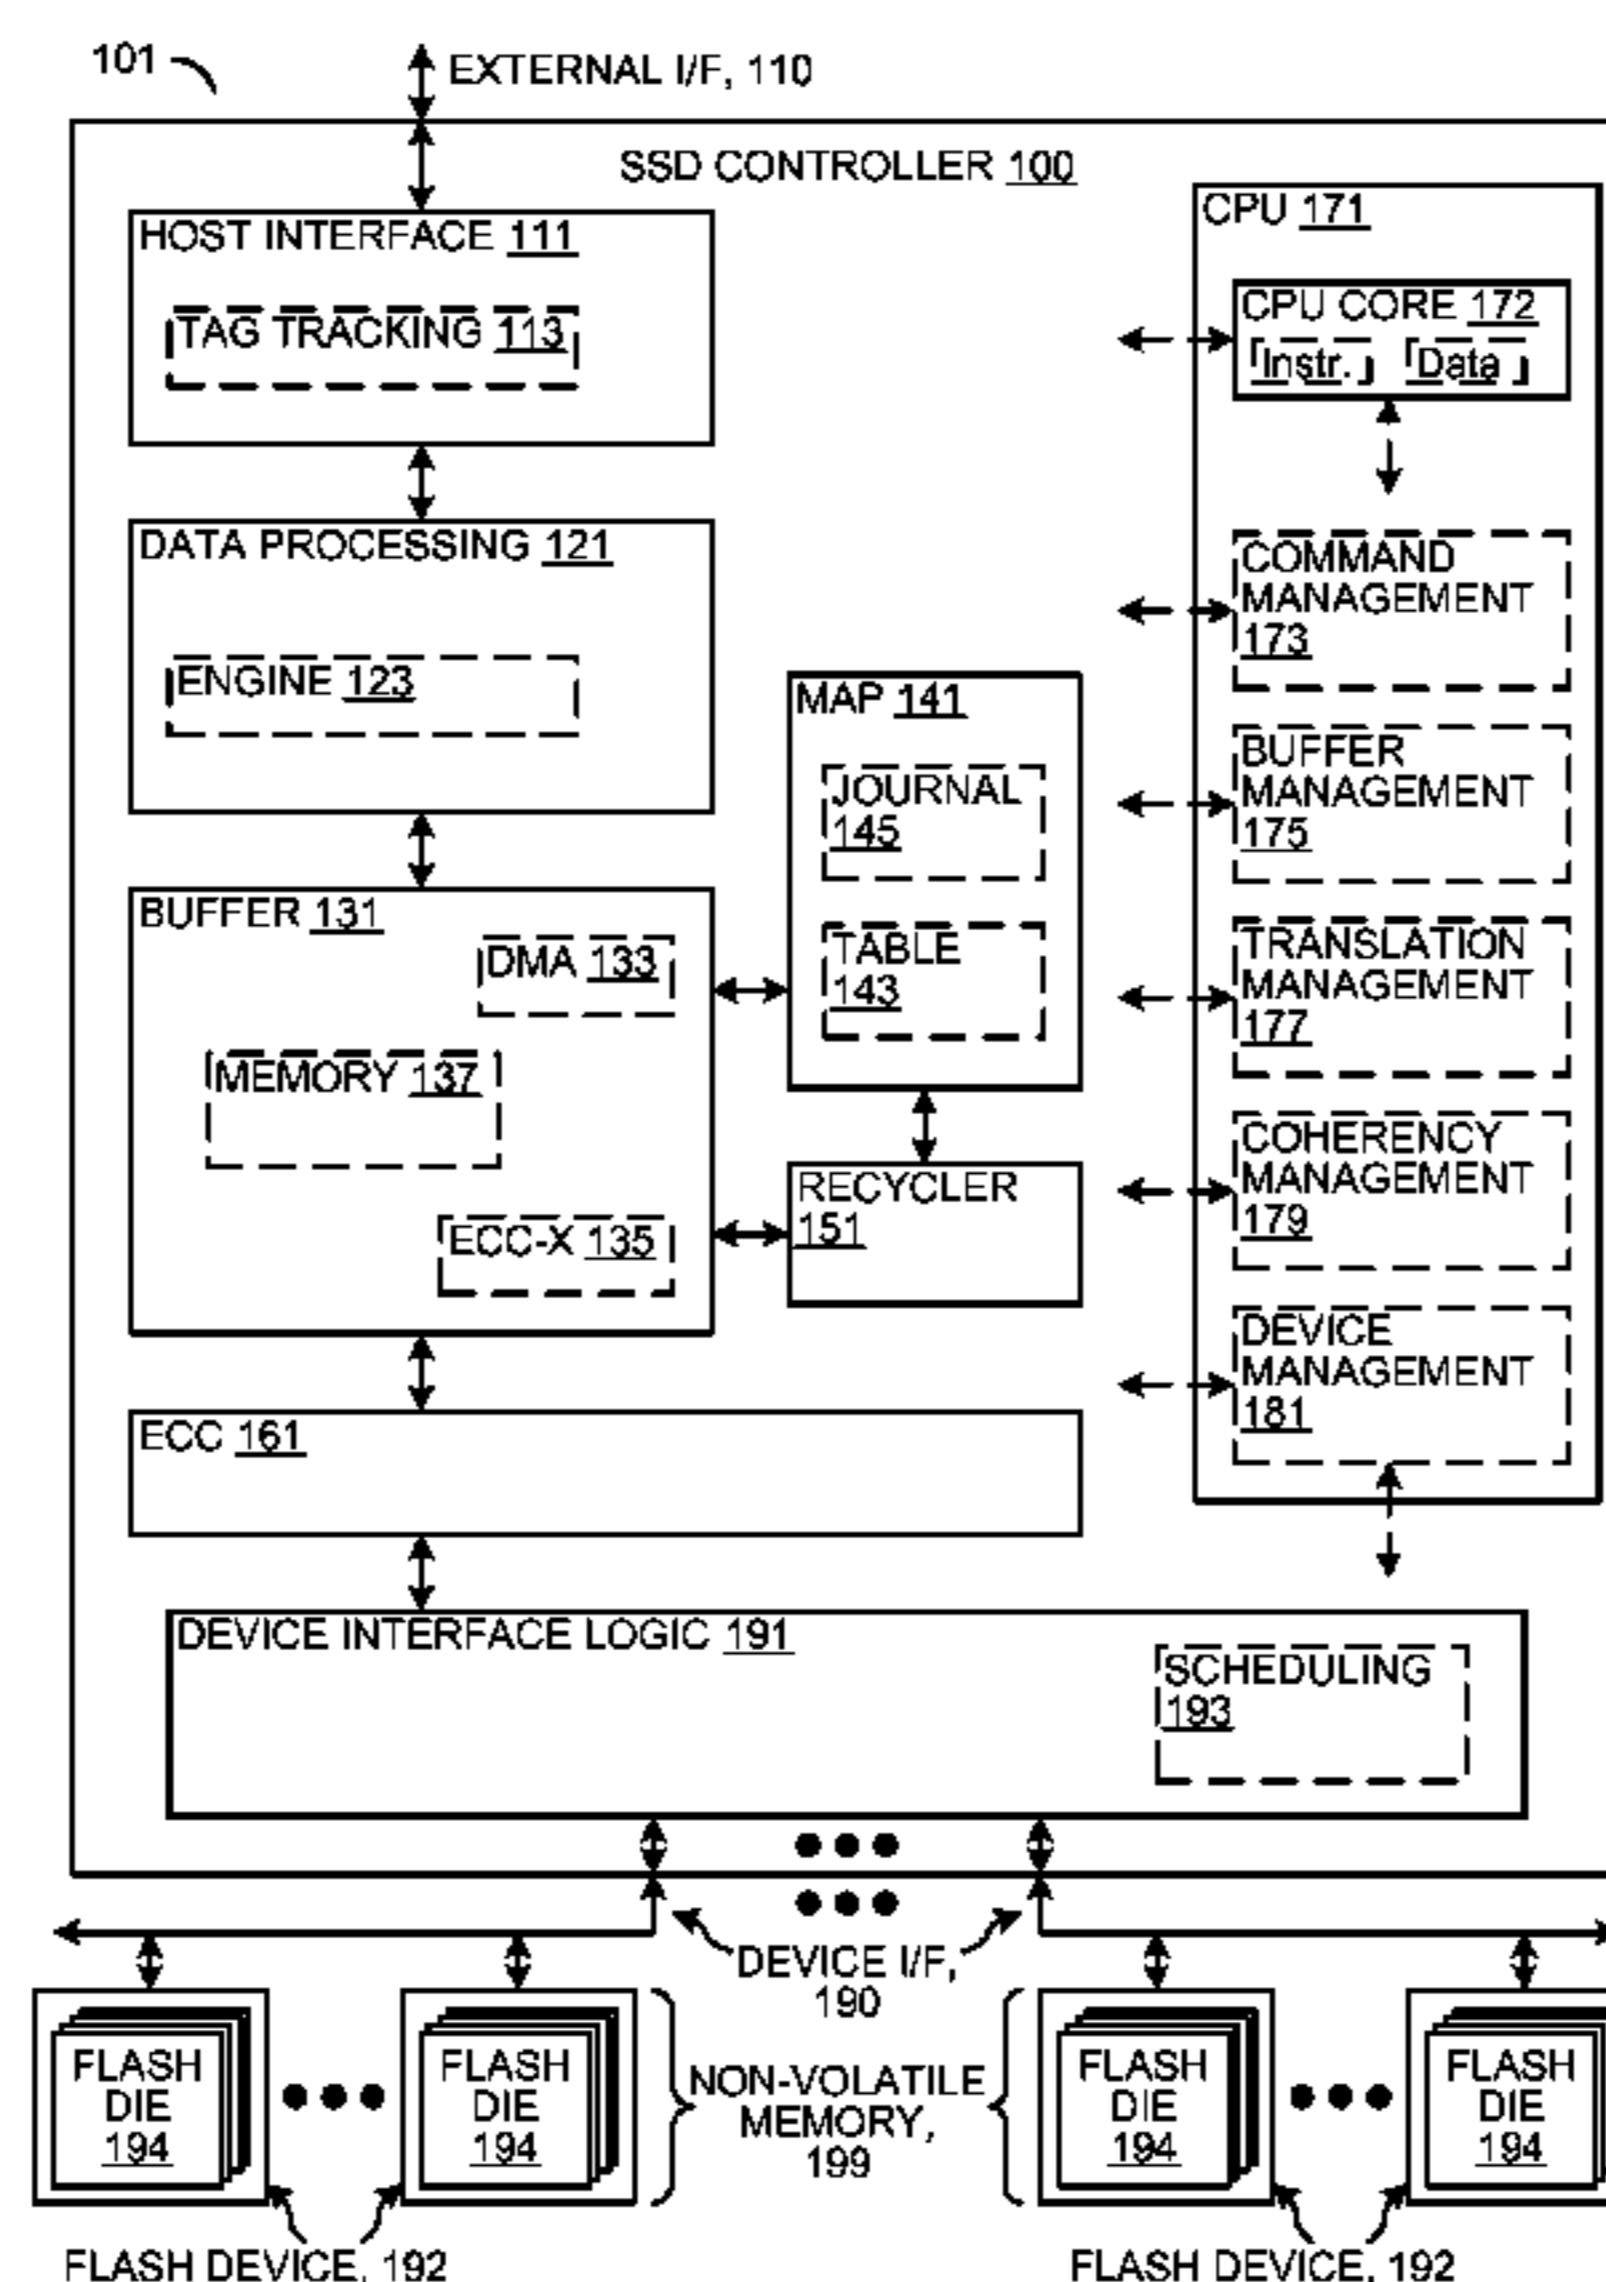 101
EXTERNAL I/F, 110
SSD CONTROLLER 100
HOST INTERFACE 111
TAG TRACKING 113
DATA PROCESSING 121
ENGINE 123
BUFFER 131
DMA 133
MEMORY 137
ECC-X 135
MAP 141
JOURNAL
145
TABLE
143
RECYCLER
151
ECC 161
CPU 171
CPU CORE 172
Instr. Data
COMMAND
MANAGEMENT
173
BUFFER
MANAGEMENT
175
TRANSLATION
MANAGEMENT
177
COHERENCY
MANAGEMENT
179
DEVICE
MANAGEMENT
181
DEVICE INTERFACE LOGIC 191
SCHEDULING
193
DEVICE I/F,
190
FLASH
DIE
194
FLASH
DIE
194
NON-VOLATILE
MEMORY,
199
FLASH
DIE
194
FLASH
DIE
194
FLASH DEVICE, 192
FLASH DEVICE, 192